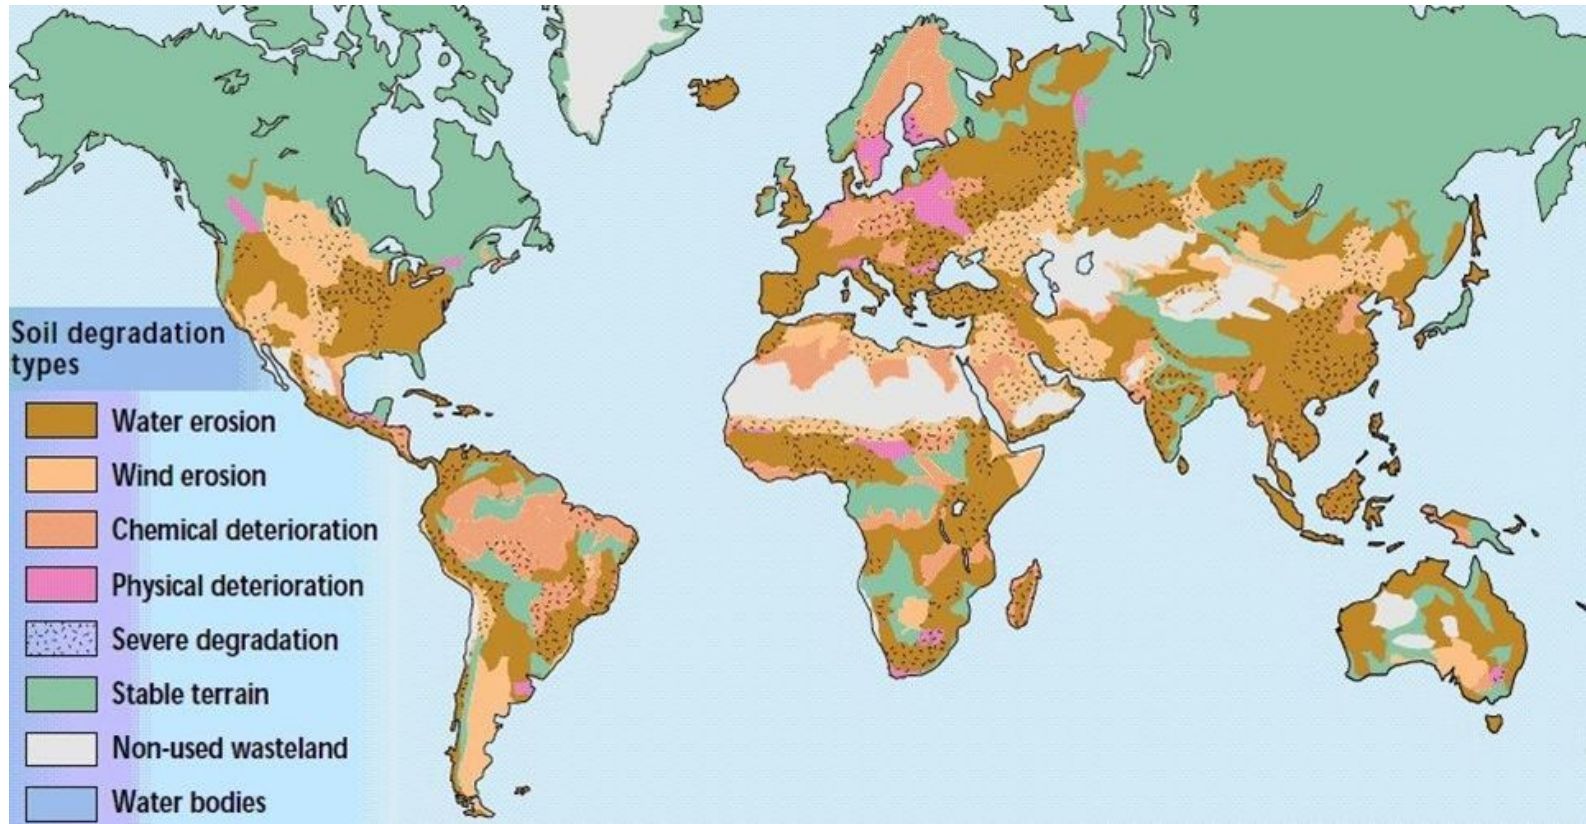 Soil degradation
types
Water erosion
Wind erosion
Chemical deterioration
Physical deterioration
Severe degradation
Stable terrain
Non-used wasteland
Water bodies